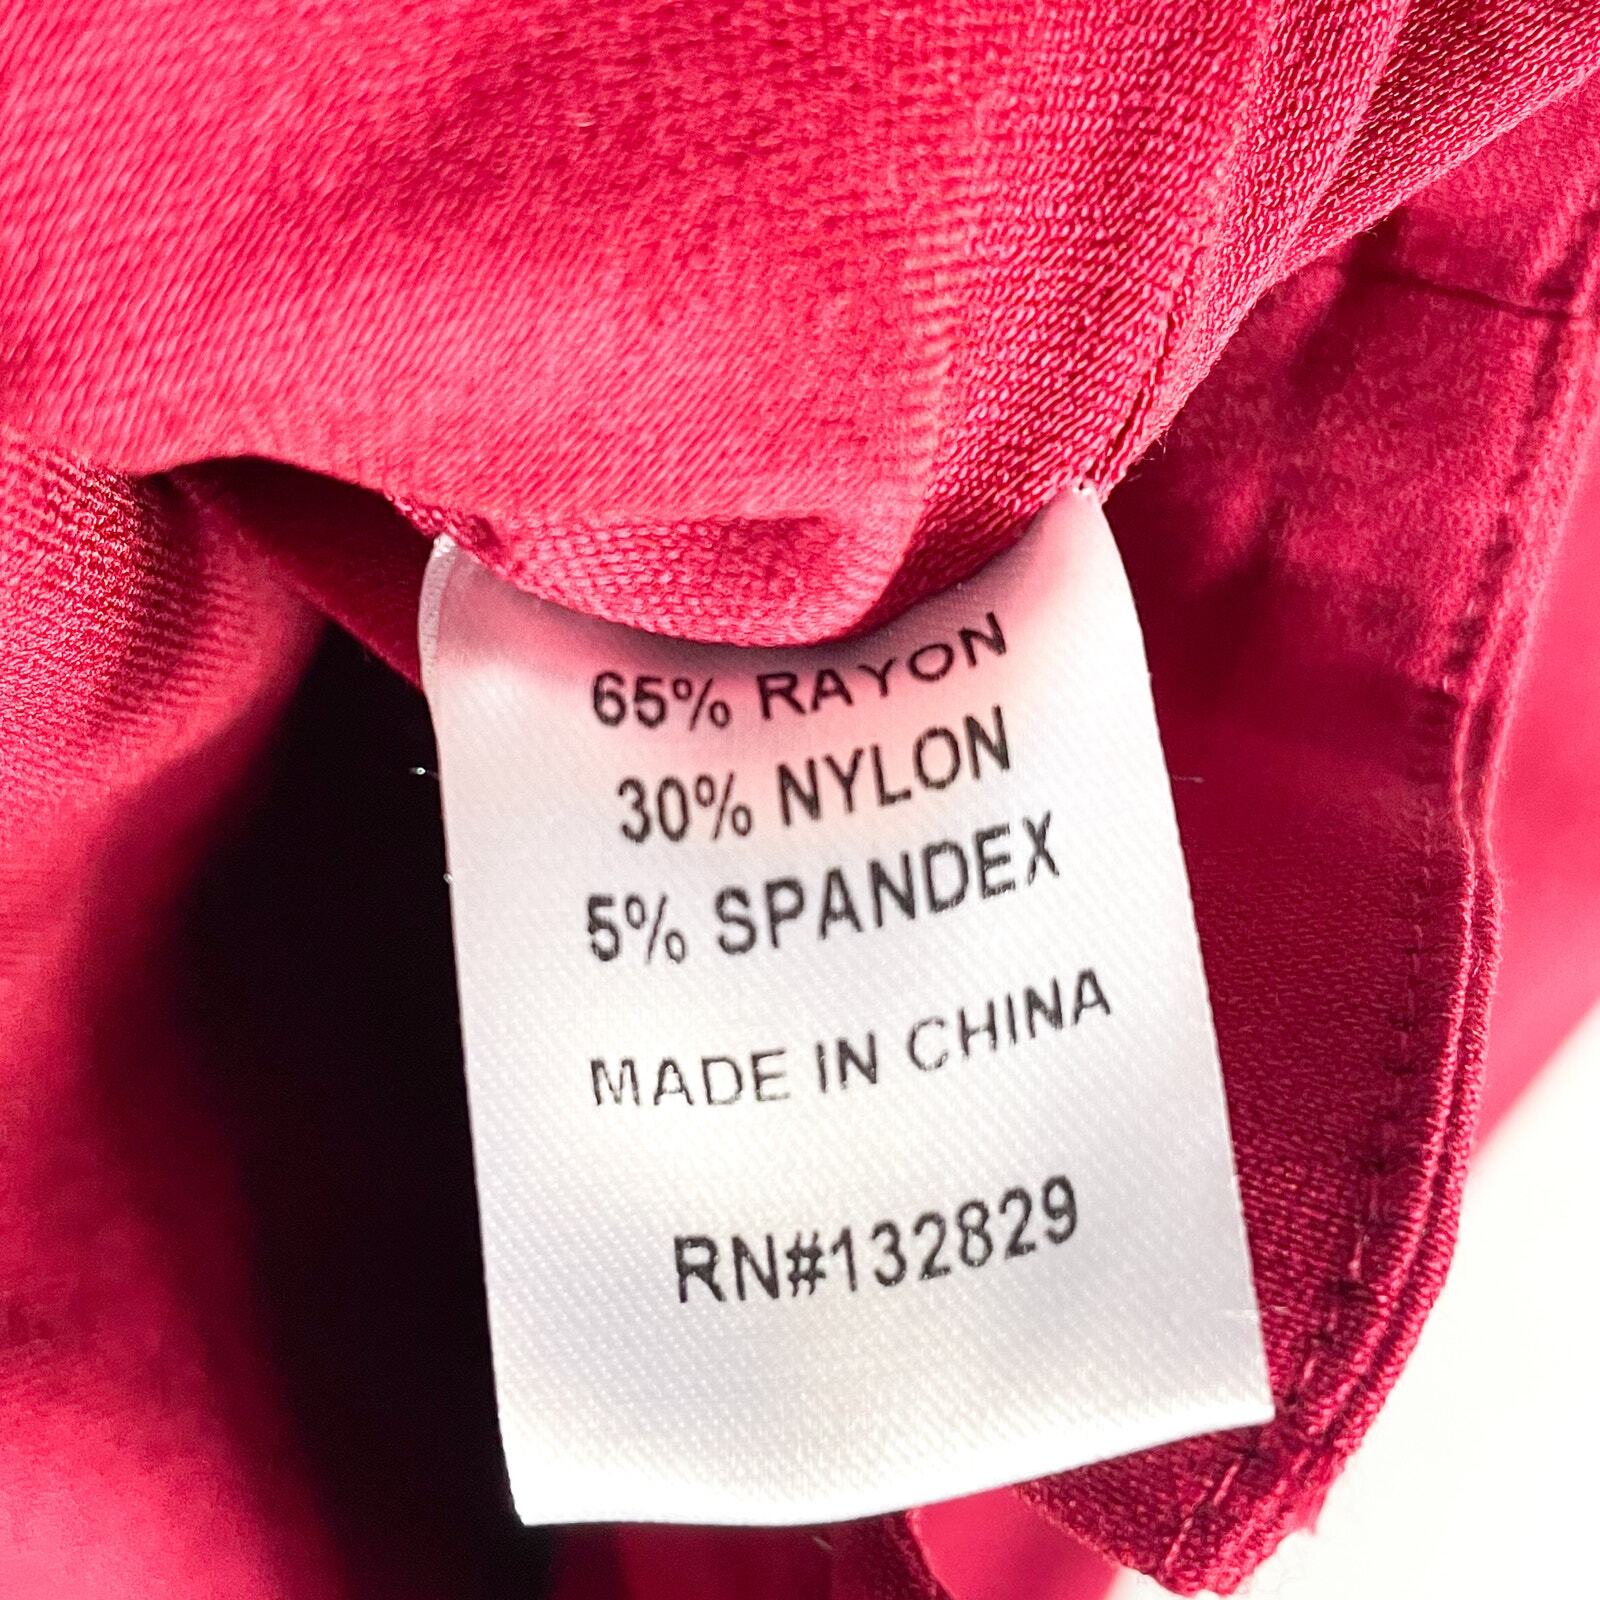 65% RAYON
30% NYLON
5% SPANDEX
MADE IN CHINA
RN#132829